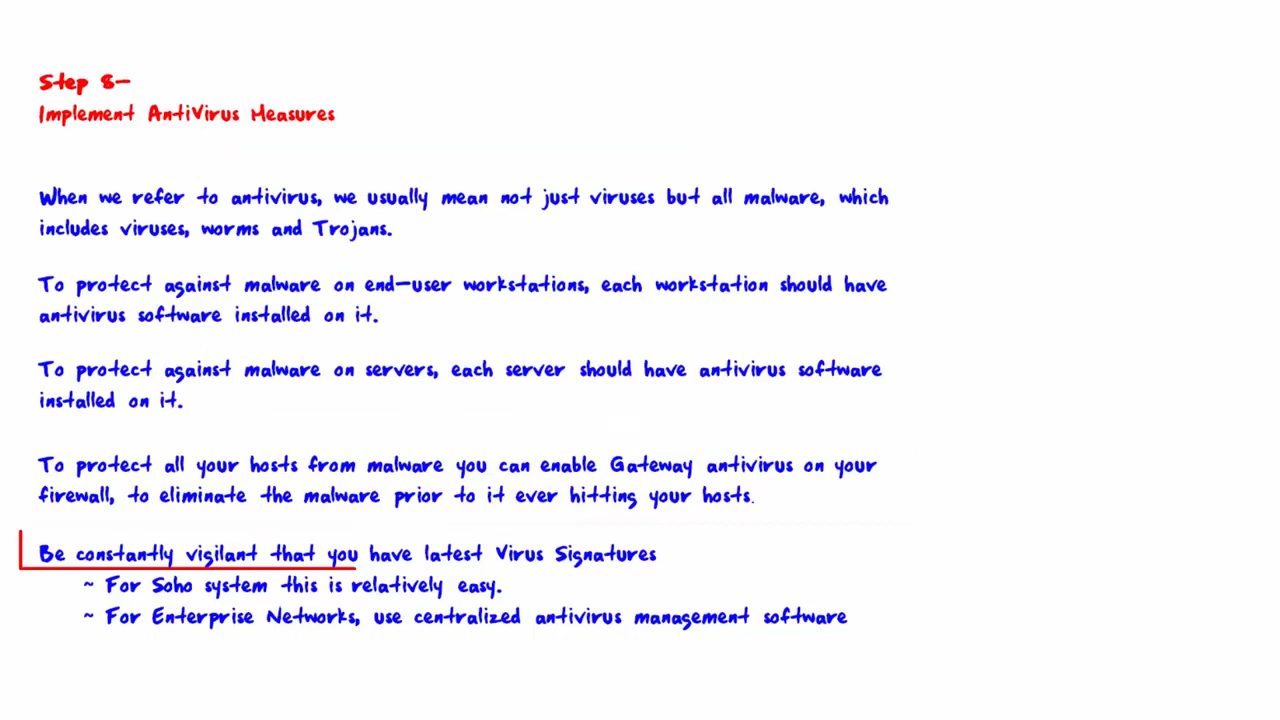 Step 8-
Implement AntiVirus Measures
When we refer to antivirus, we usually mean not just viruses but all malware, which
includes viruses, worms and Trojans.
To protect against malware on end-user workstations, each workstation should have
antivirus software installed on it.
To protect against malware on servers, each server should have antivirus software
installed on it.
To protect all your hosts from malware you can enable Gateway antivirus on your
firewall, to eliminate the malware prior to it ever hitting your hosts.
Be constantly vigilant that you have latest Virus Signatures
~ For Soho system this is relatively easy.
~ For Enterprise Networks, use centralized antivirus management software